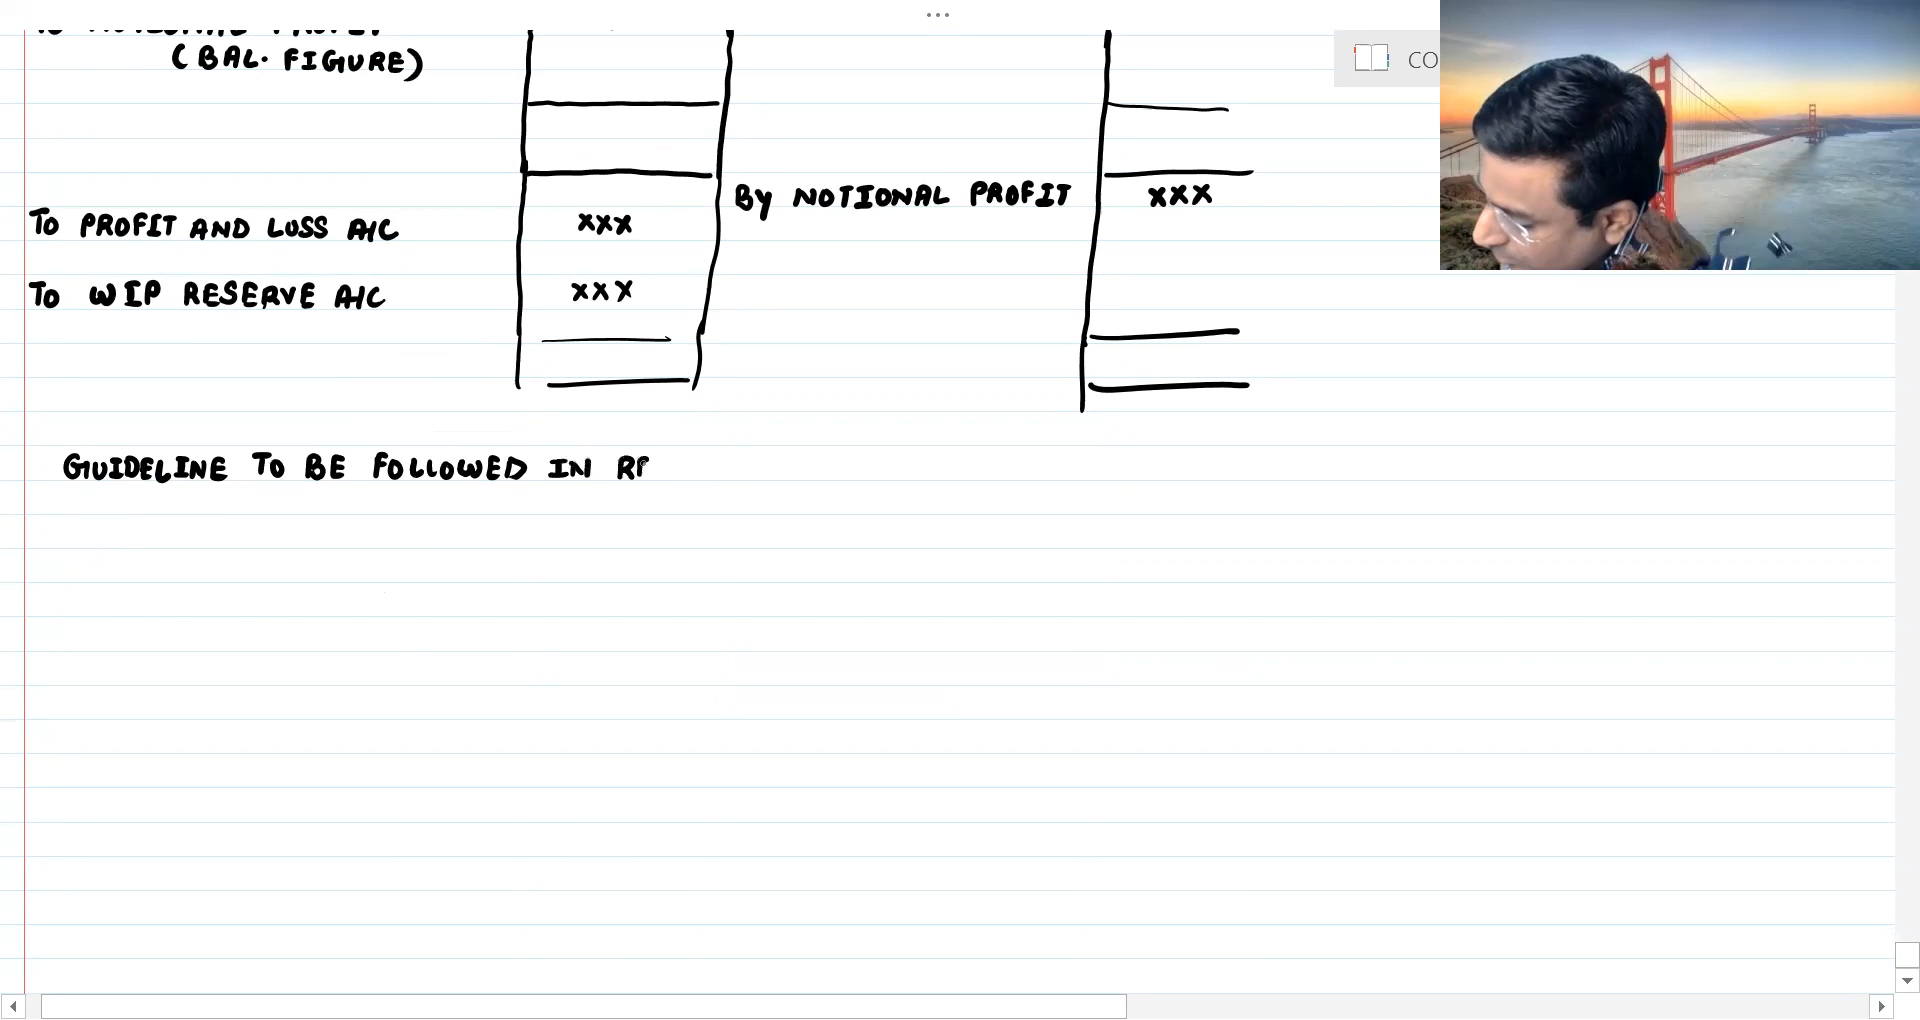 (BAL. FIGURE)
BY NOTIONAL PROFIT XXX
TO PROFIT AND LOSS A/C XXX
TO WIP RESERVE A/C XXX
GUIDELINE TO BE FOLLOWED IN
CO